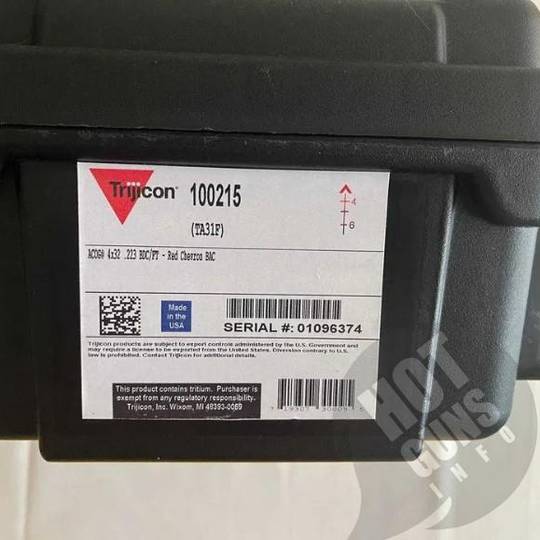 Trijicon® 100215
(TA31F)
4
6
ACOG® 4x32 .223 BDC/FT - Red Chevron BAC
Made
in the
USA
SERIAL #: 01096374
Trijicon products are subject to export controls administered by the U.S. Government and
may require a license to be exported from the United States. Diversion contrary to U.S.
law is prohibited. Contact Trijicon for additional details.
This product contains tritium. Purchaser is
exempt from any regulatory responsibility.
Trijicon, Inc. Wixom, MI 48393-0059
HOT
GUNS
INFO